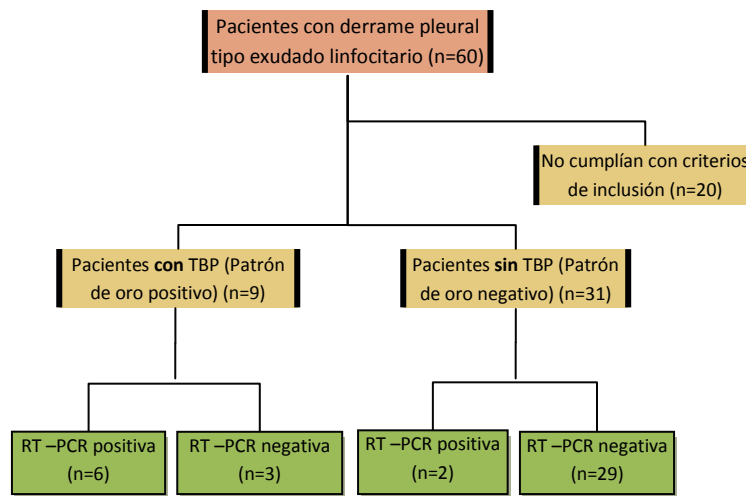 Pacientes con derrame pleural
tipo exudado linfocitario (n=60)
No cumplían con criterios
de inclusión (n=20)
Pacientes con TBP (Patrón
de oro positivo) (n=9)
Pacientes sin TBP (Patrón
de oro negativo) (n=31)
RT –PCR positiva
(n=6)
RT –PCR negativa
(n=3)
RT –PCR positiva
(n=2)
RT –PCR negativa
(n=29)